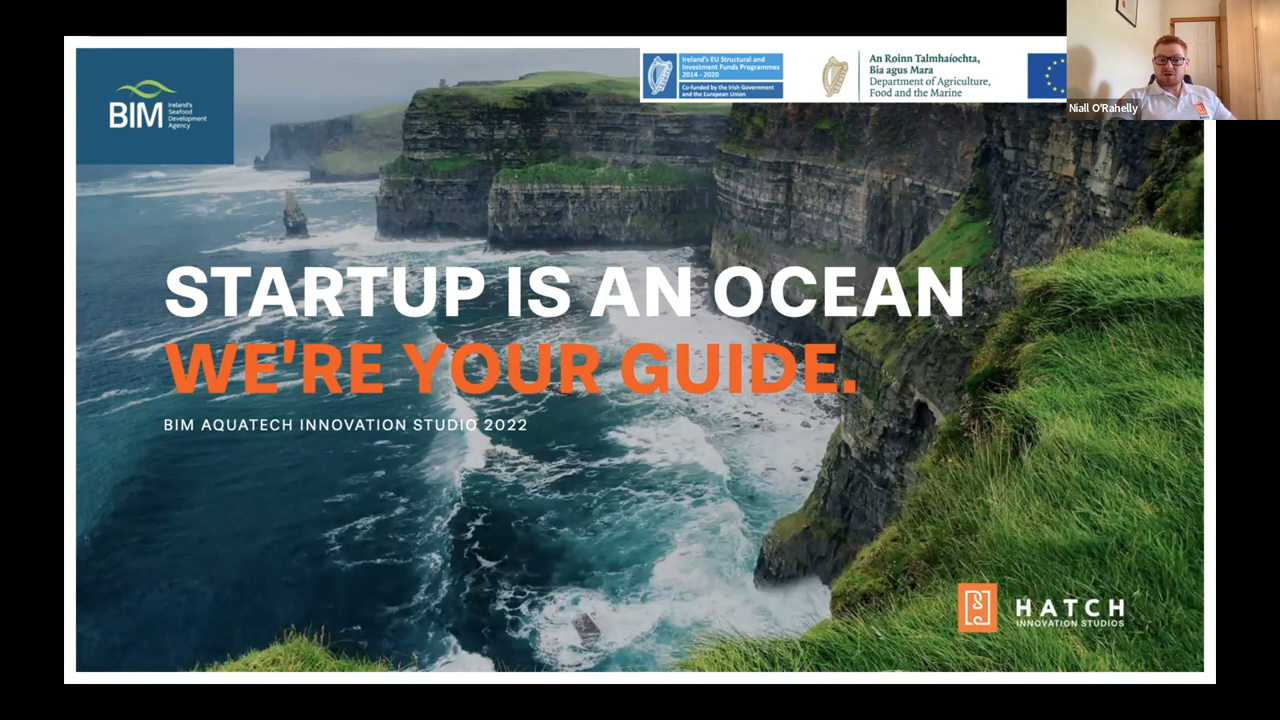 BIM
Ireland's
Seafood
Development
Agency
Ireland's EU Structural and
Investment Funds Programmes
2014 - 2020
Co-funded by the Irish Government
and the European Union
An Roinn Talmhaíochta,
Bia agus Mara
Department of Agriculture,
Food and the Marine
Niall O'Rahelly
STARTUP IS AN OCEAN
WE'RE YOUR GUIDE.
BIM AQUATECH INNOVATION STUDIO 2022
HATCH
INNOVATION STUDIOS